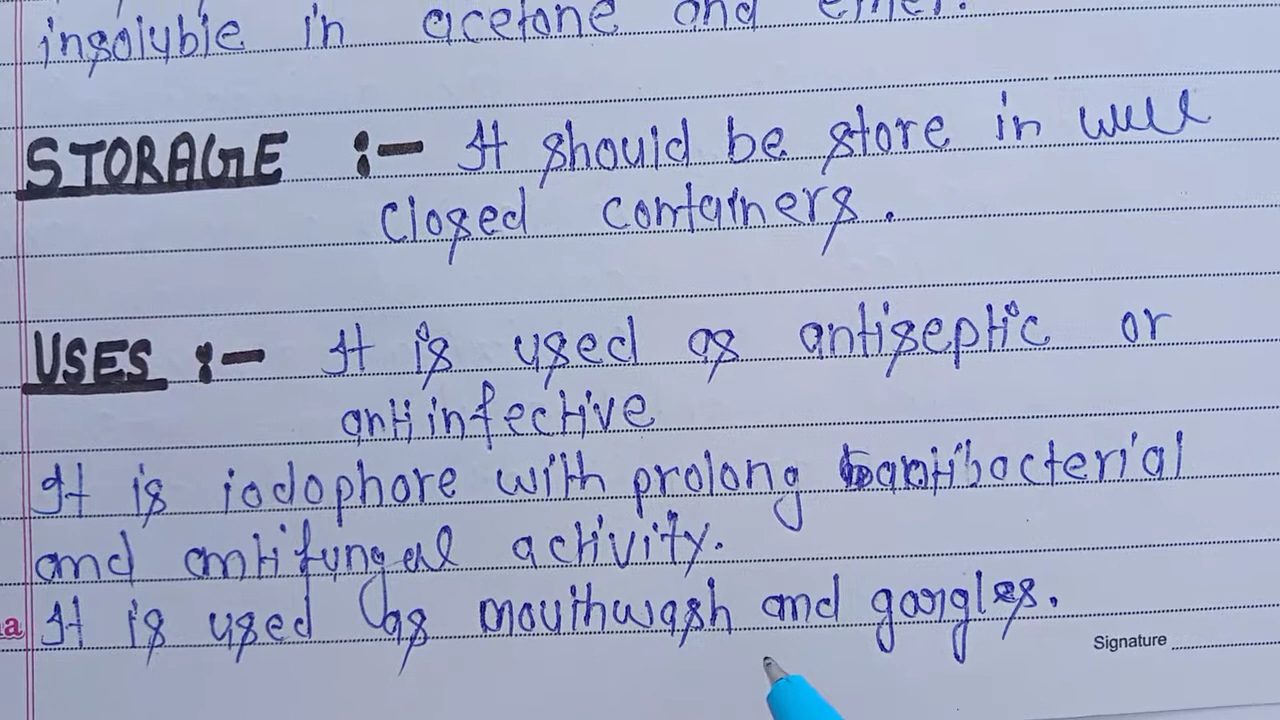 insoluble in acetone and ether.
STORAGE :- It should be store in well
closed containers.
USES :- It is used as antiseptic or
antiinfective
It is iodophore with prolong antibacterial
and antifungal activity.
a It is used as mouthwash and gargles.
Signature